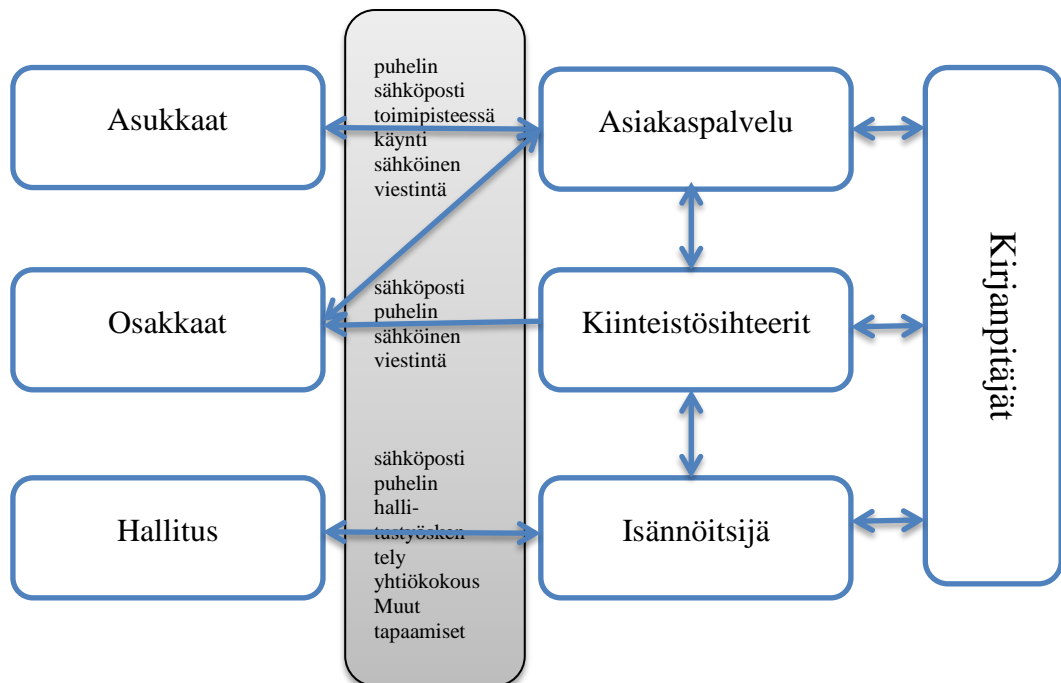 Asukkaat
puhelin
sähköposti
toimipisteessä
käynti
sähköinen
viestintä
Asiakaspalvelu
Osakkaat
sähköposti
puhelin
sähköinen
viestintä
Kiinteistösihteerit
Hallitus
sähköposti
puhelin
halli-
tustyösken
tely
yhtiökokous
Muut
tapaamiset
Isännöitsijä
Kirjanpitäjät